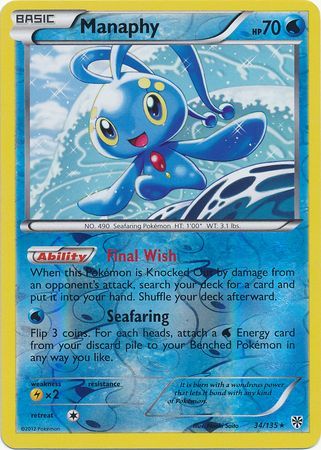 BASIC
Manaphy
HP 70
NO. 490 Seafaring Pokémon HT: 1'00" WT: 3.1 lbs.
Ability Final Wish
When this Pokémon is Knocked Out by damage from
an opponent's attack, search your deck for a card and
put it into your hand. Shuffle your deck afterward.
Seafaring
Flip 3 coins. For each heads, attach a Energy card
from your discard pile to your Benched Pokémon in
any way you like.
weakness resistance
×2
retreat
It is born with a wondrous power
that lets it bond with any kind
of Pokémon.
©2012 Pokémon
Saito
34/135